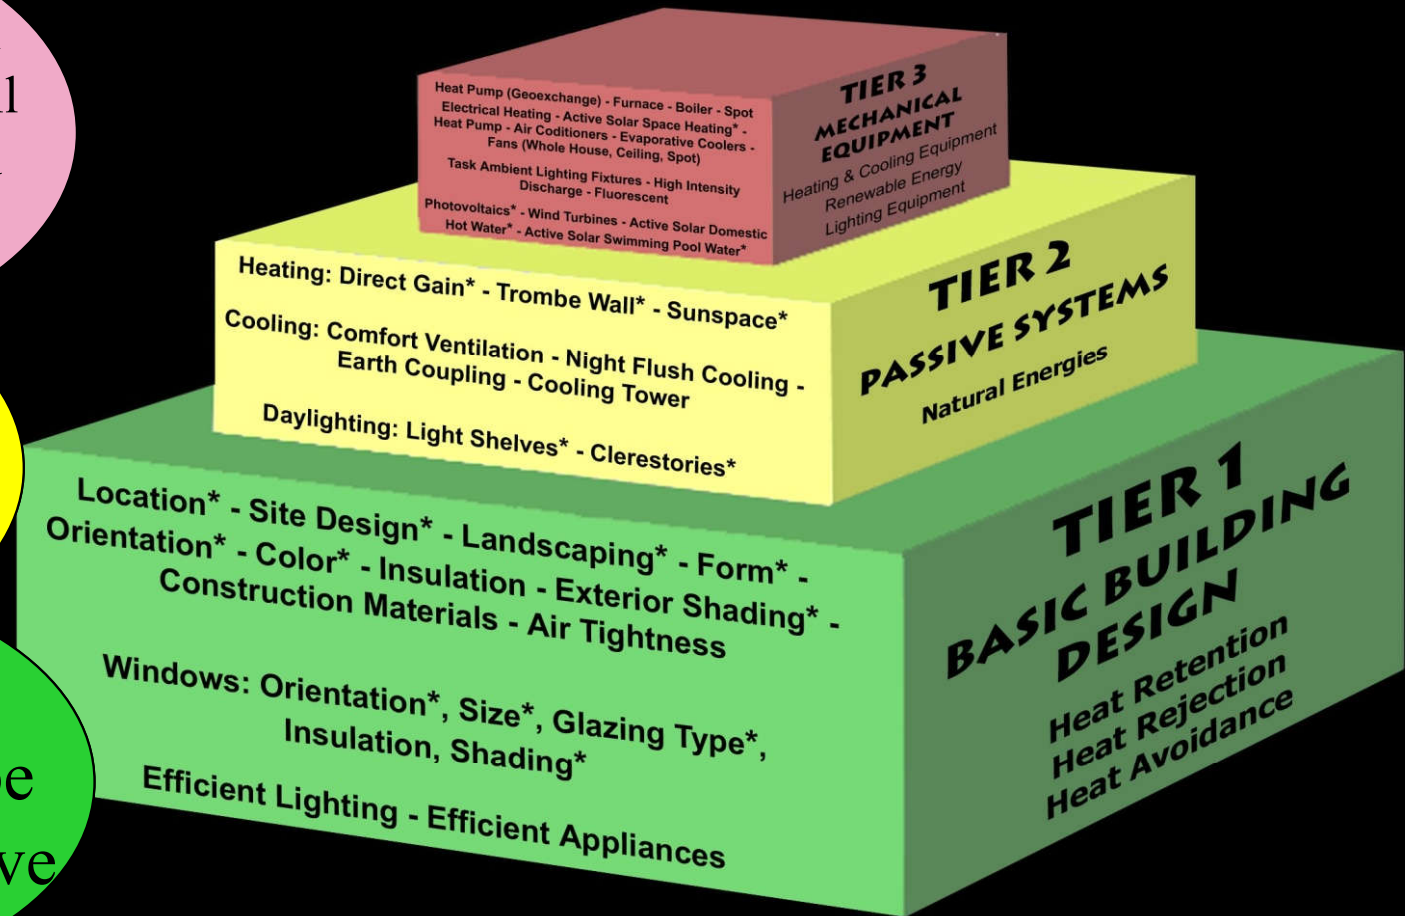 Heat Pump (Geoexchange) - Furnace - Boiler - Spot
Electrical Heating - Active Solar Space Heating* -
Heat Pump - Air Coditioners - Evaporative Coolers -
Fans (Whole House, Ceiling, Spot)
Task Ambient Lighting Fixtures - High Intensity
Discharge - Fluorescent
Photovoltaics* - Wind Turbines - Active Solar Domestic
Hot Water* - Active Solar Swimming Pool Water*
TIER 3
MECHANICAL
EQUIPMENT
Heating & Cooling Equipment
Renewable Energy
Lighting Equipment
Heating: Direct Gain* - Trombe Wall* - Sunspace*
Cooling: Comfort Ventilation - Night Flush Cooling -
Earth Coupling - Cooling Tower
Daylighting: Light Shelves* - Clerestories*
TIER 2
PASSIVE SYSTEMS
Natural Energies
Location* - Site Design* - Landscaping* - Form* -
Orientation* - Color* - Insulation - Exterior Shading* -
Construction Materials - Air Tightness
Windows: Orientation*, Size*, Glazing Type*,
Insulation, Shading*
Efficient Lighting - Efficient Appliances
TIER 1
BASIC BUILDING
DESIGN
Heat Retention
Heat Rejection
Heat Avoidance